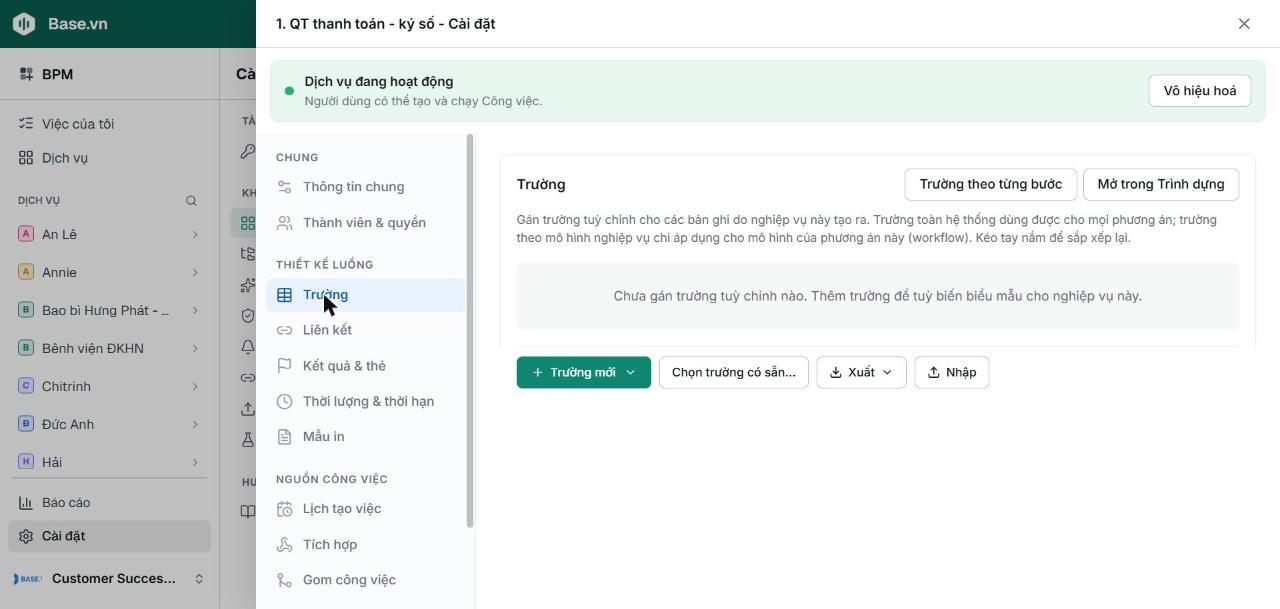 Base.vn
BPM
Việc của tôi
Dịch vụ
DỊCH VỤ
A An Lê
A Annie
B Bao bì Hưng Phát - ...
B Bệnh viện ĐKHN
C Chitrinh
Đ Đức Anh
H Hải
Báo cáo
Cài đặt
BASE. Customer Succes...
Cà
1. QT thanh toán - ký số - Cài đặt
Dịch vụ đang hoạt động
Người dùng có thể tạo và chạy Công việc.
Vô hiệu hoá
CHUNG
Thông tin chung
Thành viên & quyền
THIẾT KẾ LUỒNG
Trường
Liên kết
Kết quả & thẻ
Thời lượng & thời hạn
Mẫu in
NGUỒN CÔNG VIỆC
Lịch tạo việc
Tích hợp
Gom công việc
Trường
Trường theo từng bước
Mở trong Trình dựng
Gán trường tuỳ chỉnh cho các bản ghi do nghiệp vụ này tạo ra. Trường toàn hệ thống dùng được cho mọi phương án; trường
theo mô hình nghiệp vụ chỉ áp dụng cho mô hình của phương án này (workflow). Kéo tay nắm để sắp xếp lại.
Chưa gán trường tuỳ chỉnh nào. Thêm trường để tuỳ biến biểu mẫu cho nghiệp vụ này.
+ Trường mới
Chọn trường có sẵn...
Xuất
Nhập